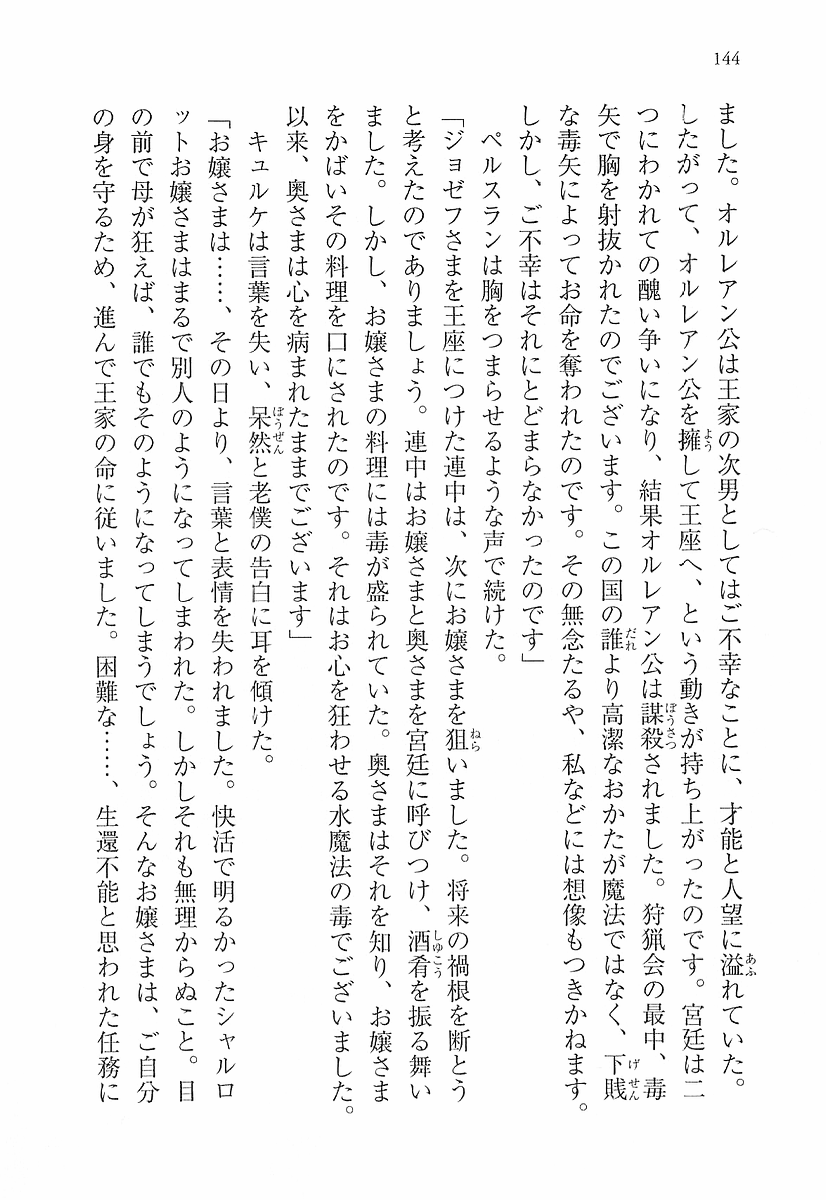 144
ました。オルレアン公は王家の次男としてはご不幸なことに、才能と人望に溢れていた。
したがって、オルレアン公を擁して王座へ、という動きが持ち上がったのです。宮廷は二
つにわかれての醜い争いになり、結果オルレアン公は謀殺されました。狩猟会の最中、毒
矢で胸を射抜かれたのでございます。この国の誰より高潔なおかたが魔法ではなく、下賤
な毒矢によってお命を奪われたのです。その無念たるや、私などには想像もつきかねます。
しかし、ご不幸はそれにとどまらなかったのです」
ペルスランは胸をつまらせるような声で続けた。
「ジョゼフさまを王座につけた連中は、次にお嬢さまを狙いました。将来の禍根を断とう
と考えたのでありましょう。連中はお嬢さまと奥さまを宮廷に呼びつけ、酒肴を振る舞い
ました。しかし、お嬢さまの料理には毒が盛られていた。奥さまはそれを知り、お嬢さま
をかばいその料理を口にされたのです。それはお心を狂わせる水魔法の毒でございました。
以来、奥さまは心を病まれたままでございます」
キュルケは言葉を失い、呆然と老僕の告白に耳を傾けた。
「お嬢さまは……、その日より、言葉と表情を失われました。快活で明るかったシャルロ
ットお嬢さまはまるで別人のようになってしまわれた。しかしそれも無理からぬこと。目
の前で母が狂えば、誰でもそのようになってしまうでしょう。そんなお嬢さまは、ご自分
の身を守るため、進んで王家の命に従いました。困難な……、生還不能と思われた任務に